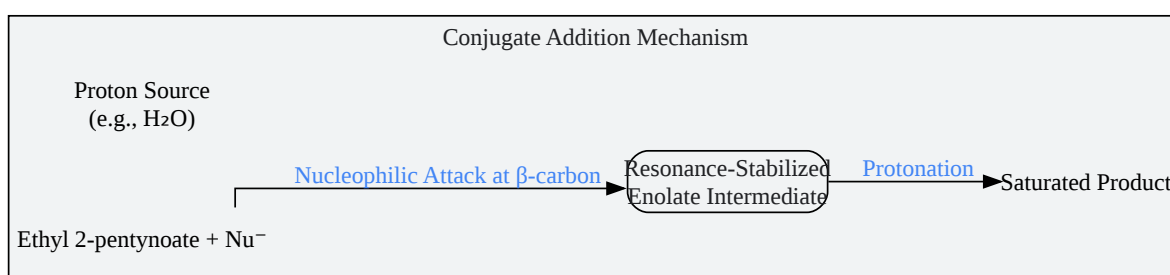 Conjugate Addition Mechanism
Proton Source
(e.g., H₂O)
Nucleophilic Attack at β-carbon
Resonance-Stabilized
Enolate Intermediate
Protonation
Saturated Product
Ethyl 2-pentynoate + Nu⁻